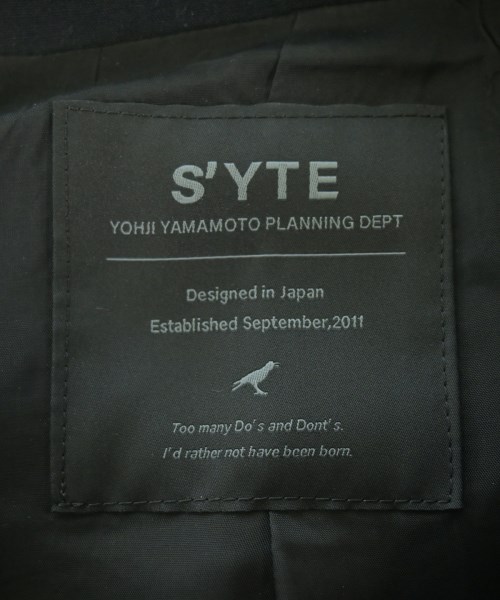 S'YTE
YOHJI YAMAMOTO PLANNING DEPT
Designed in Japan
Established September,2011
Too many Do's and Dont's.
I'd rather not have been born.